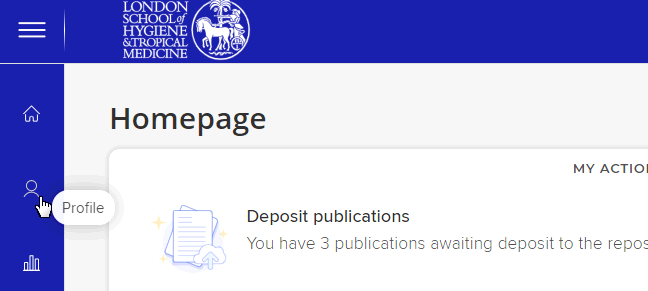 LONDON
SCHOOL of
HYGIENE
& TROPICAL
MEDICINE
Homepage
MY ACTIO
Profile
Deposit publications
You have 3 publications awaiting deposit to the repos